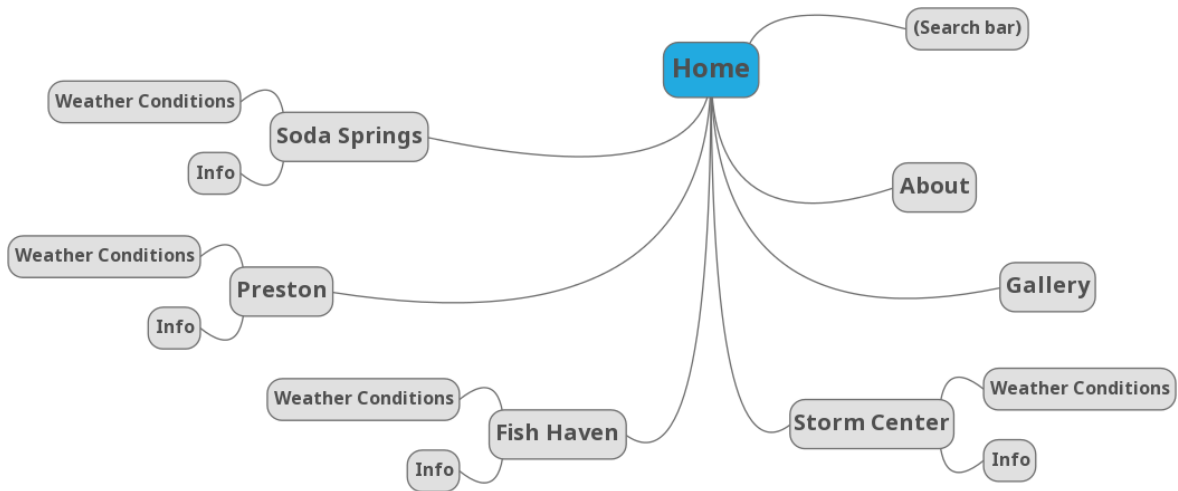 Home
(Search bar)
Soda Springs
Weather Conditions
Info
Preston
Weather Conditions
Info
Fish Haven
Weather Conditions
Info
About
Gallery
Storm Center
Weather Conditions
Info